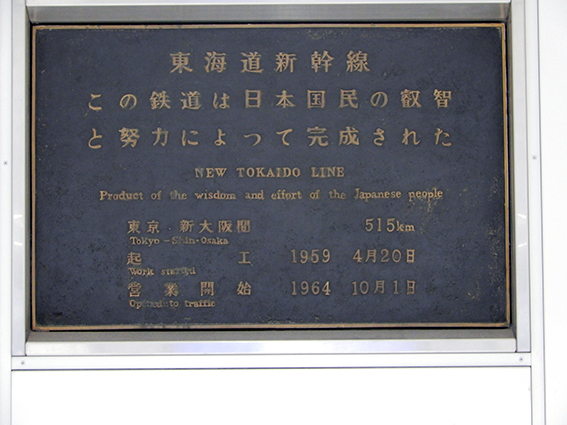 東海道新幹線
この鉄道は日本国民の叡智
と努力によって完成された
NEW TOKAIDO LINE
Product of the wisdom and effort of the Japanese people
東京·新大阪間 515km
Tokyo－Shin-Osaka
起工 1959 4月20日
Work started
営業開始 1964 10月1日
Opened to traffic